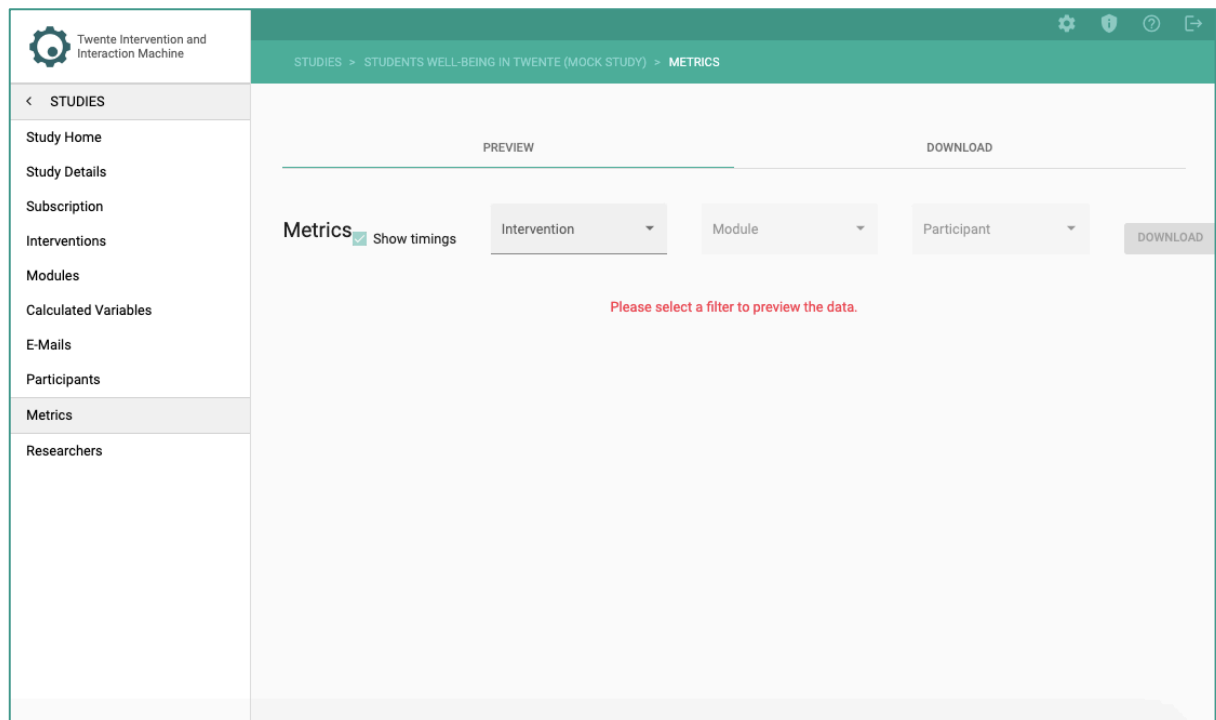 Twente Intervention and
Interaction Machine
STUDIES > STUDENTS WELL-BEING IN TWENTE (MOCK STUDY) > METRICS
< STUDIES
Study Home
Study Details
Subscription
Interventions
Modules
Calculated Variables
E-Mails
Participants
Metrics
Researchers
PREVIEW DOWNLOAD
Metrics Show timings Intervention Module Participant DOWNLOAD
Please select a filter to preview the data.